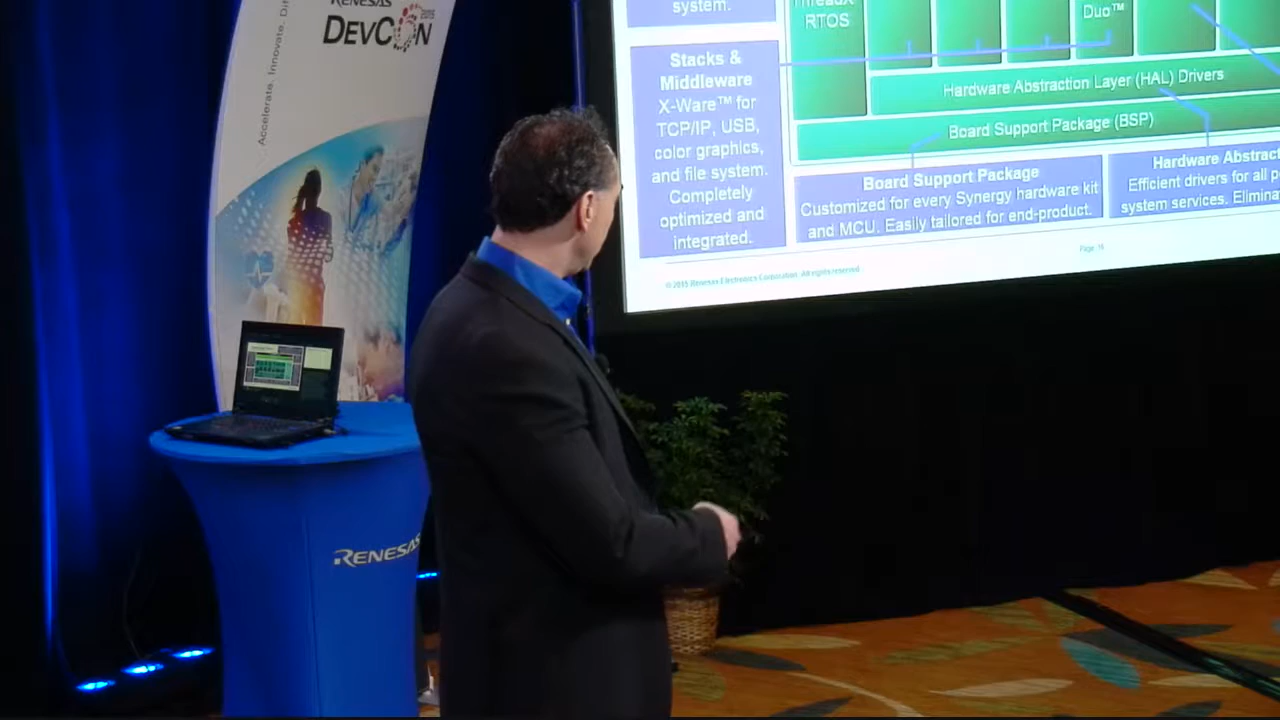 RENESAS
DEVCON
Accelerate. Innovate.
RENESAS
system.
Stacks &
Middleware
X-Ware™ for
TCP/IP, USB,
color graphics,
and file system.
Completely
optimized and
integrated.
ThreadX
RTOS
Duo™
Hardware Abstraction Layer (HAL) Drivers
Board Support Package (BSP)
Board Support Package
Customized for every Synergy hardware kit
and MCU. Easily tailored for end-product.
Hardware
Efficient drivers for all
system services.
© 2015 Renesas Electronics Corporation. All rights reserved.
Page 16